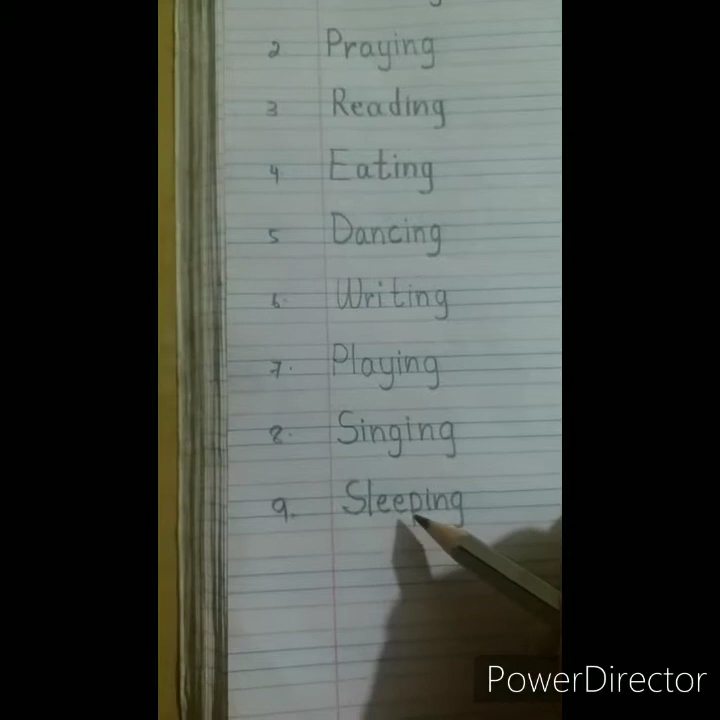 2 Praying
3 Reading
4 Eating
5 Dancing
6. Writing
7. Playing
8. Singing
9. Sleeping
PowerDirector